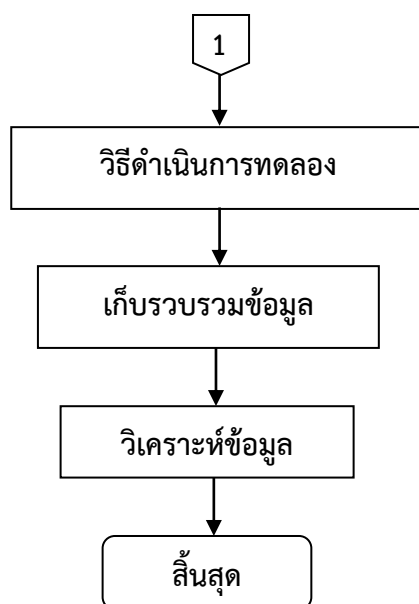 1
วิธีดำเนินการทดลอง
เก็บรวบรวมข้อมูล
วิเคราะห์ข้อมูล
สิ้นสุด